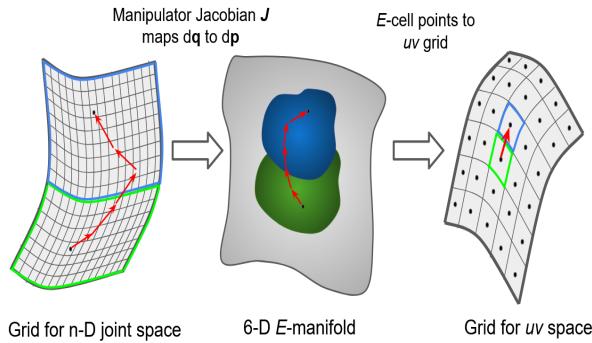 Manipulator Jacobian J
maps dq to dp
E-cell points to
uv grid
Grid for n-D joint space
6-D E-manifold
Grid for uv space